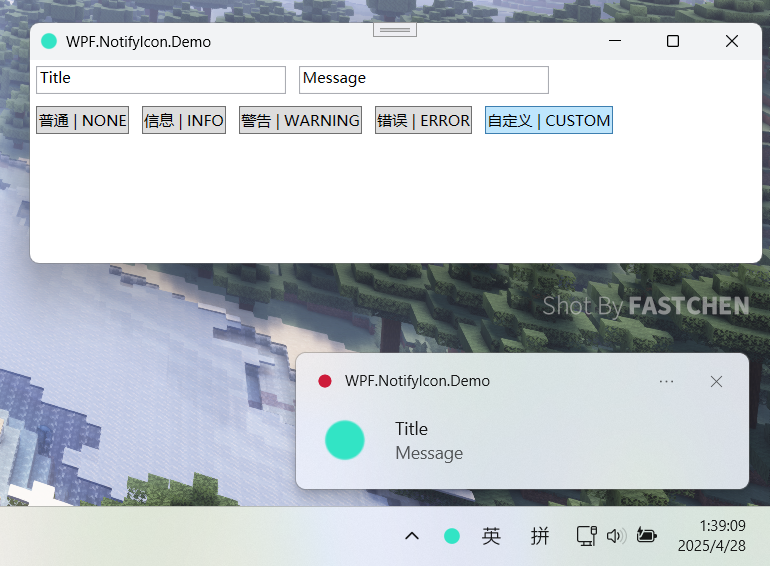 WPF.NotifyIcon.Demo
Title Message
普通 | NONE 信息 | INFO 警告 | WARNING 错误 | ERROR 自定义 | CUSTOM
Shot By FASTCHEN
WPF.NotifyIcon.Demo
Title
Message
英 拼 1:39:09
2025/4/28